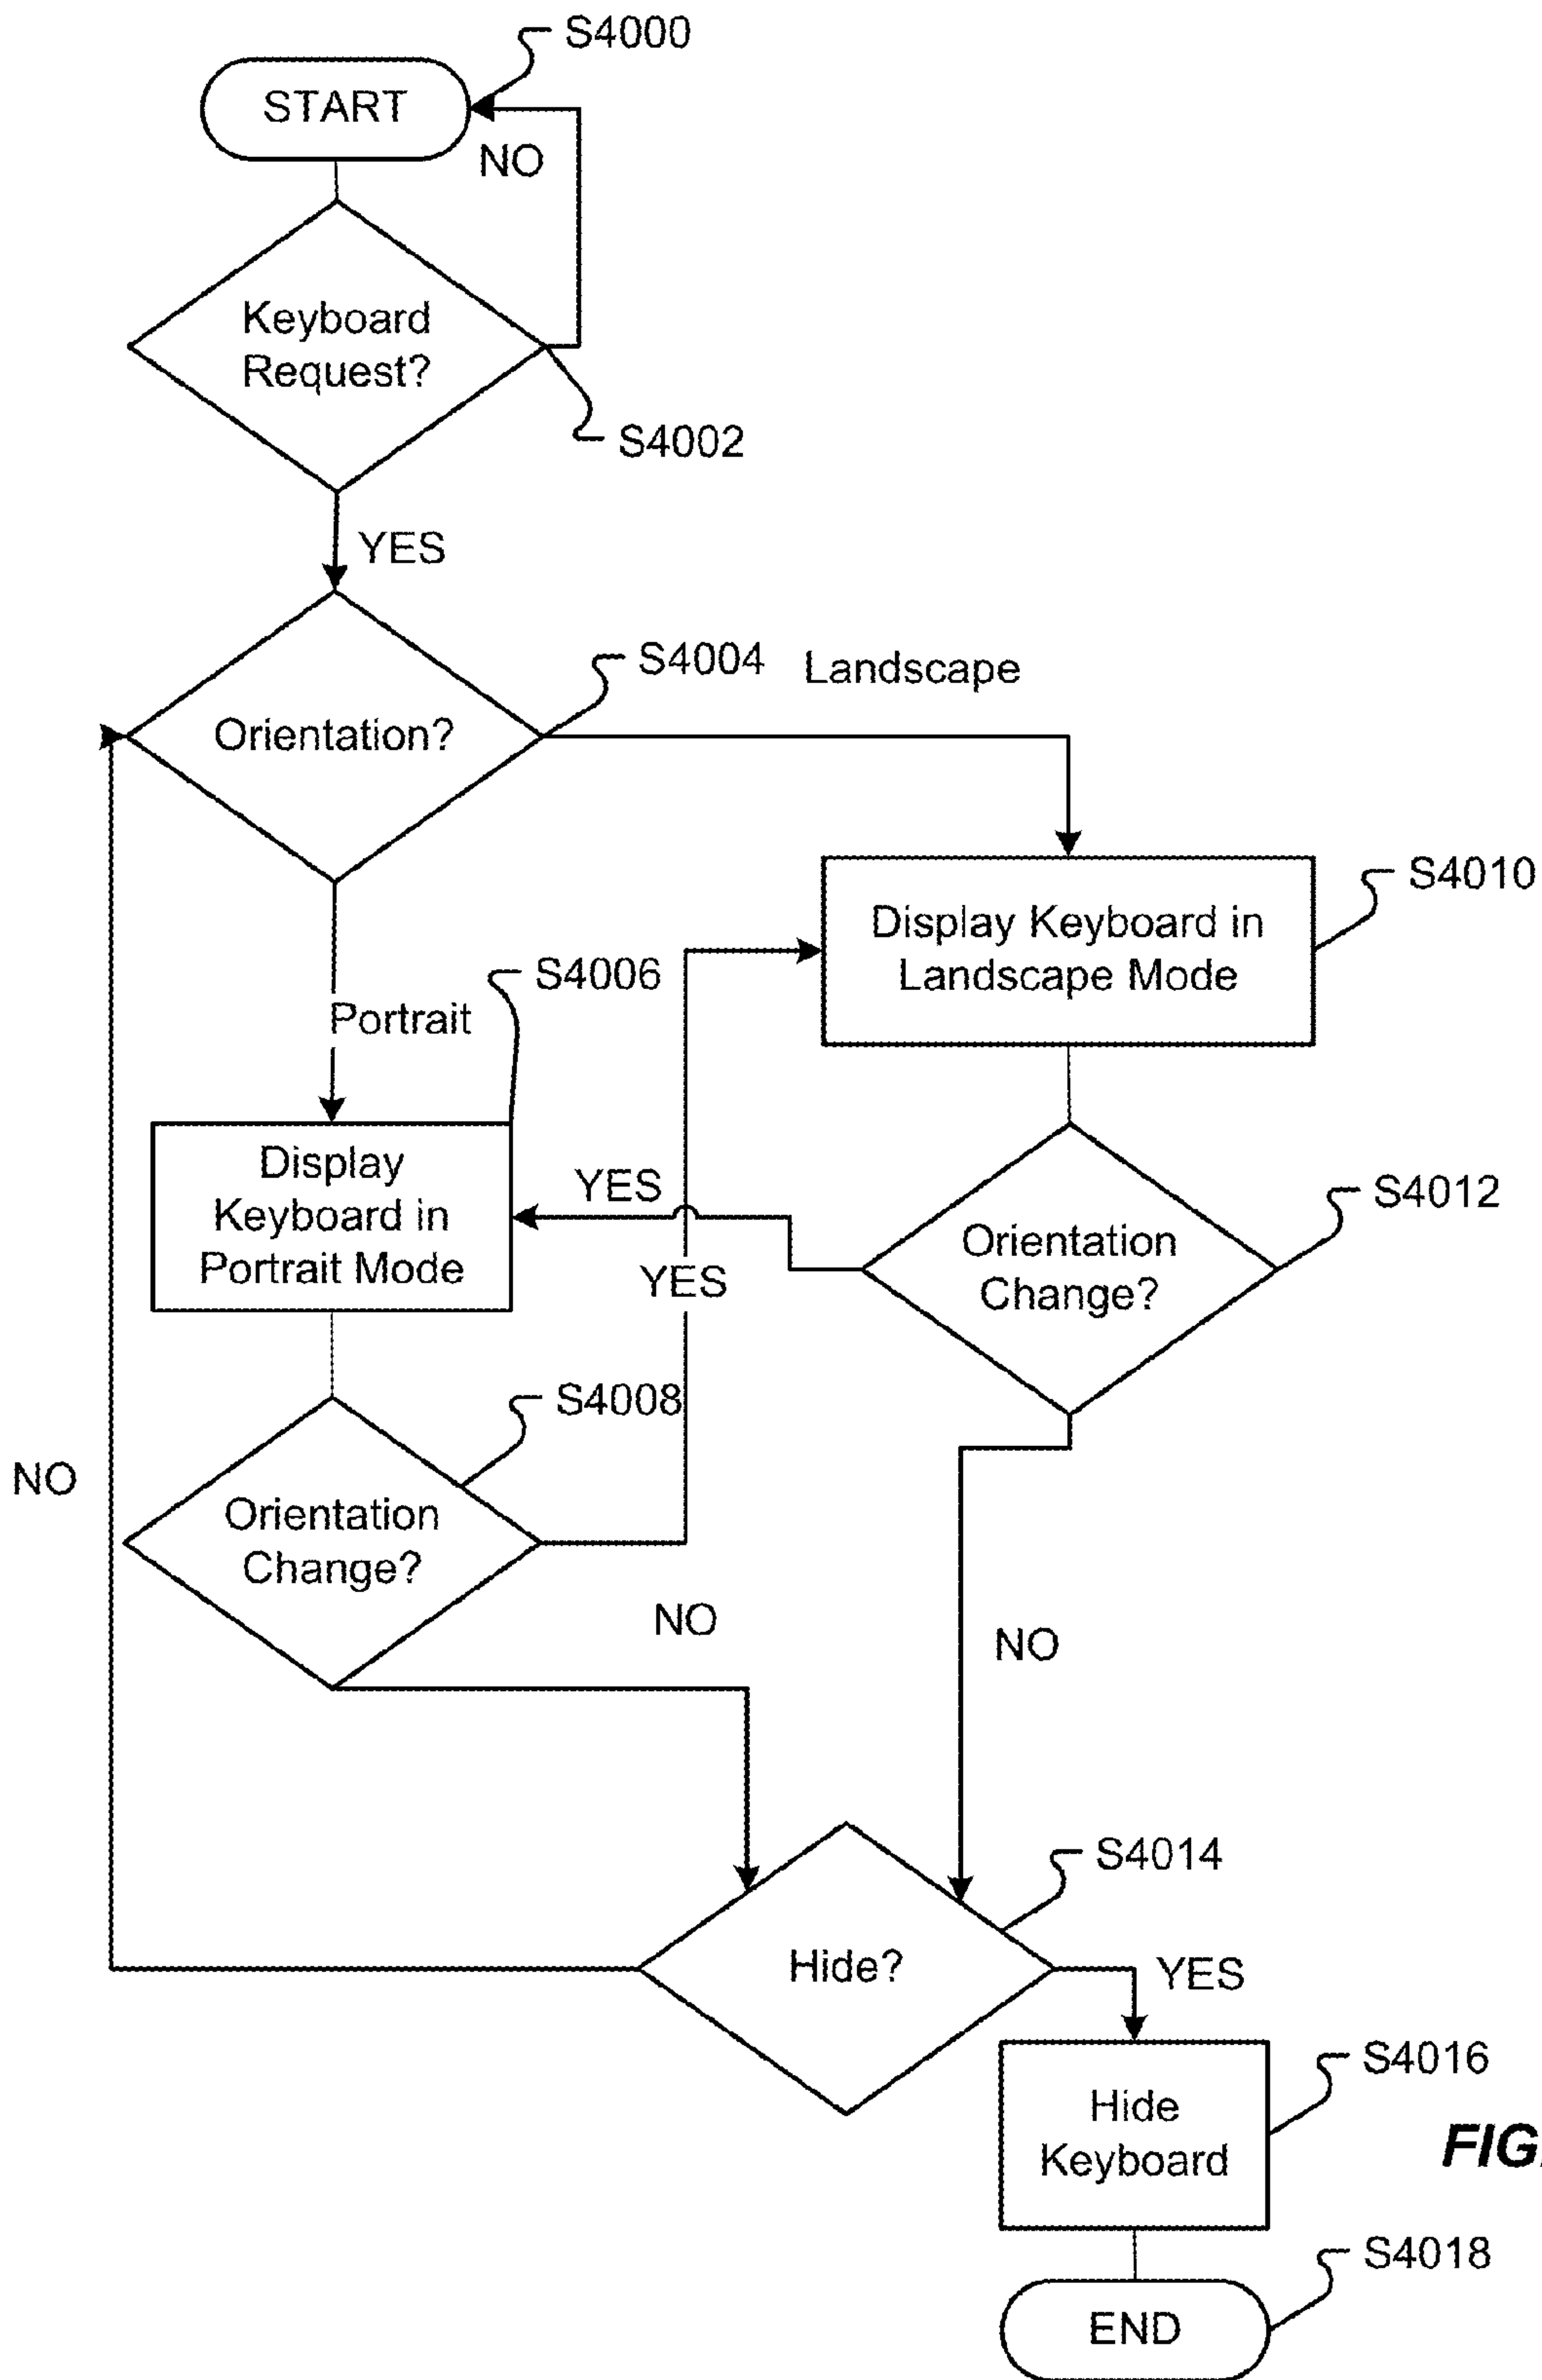 S4000
START
NO
Keyboard
Request?
S4002
YES
S4004
Landscape
Orientation?
S4010
Display Keyboard in
Landscape Mode
S4006
Portrait
Display
Keyboard in
Portrait Mode
YES
S4012
Orientation
Change?
YES
S4008
NO
Orientation
Change?
NO
NO
S4014
Hide?
YES
S4016
Hide
Keyboard
FIG.
S4018
END